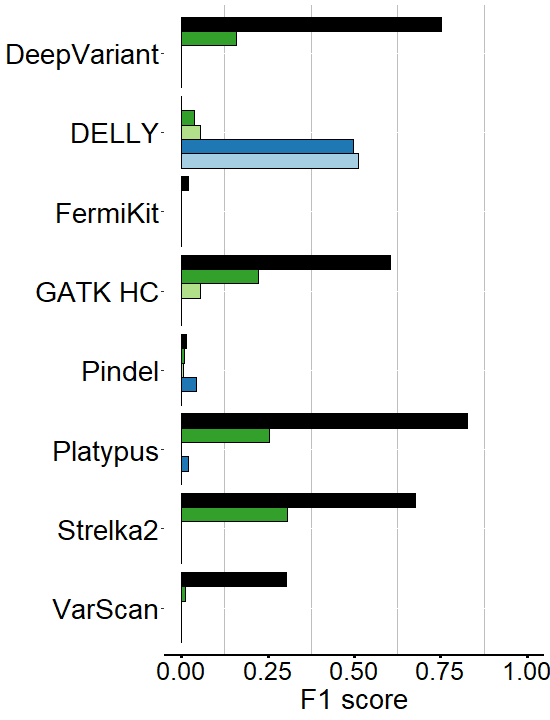 DeepVariant
DELLY
FermiKit
GATK HC
Pindel
Platypus
Strelka2
VarScan
0.00 0.25 0.50 0.75 1.00
F1 score